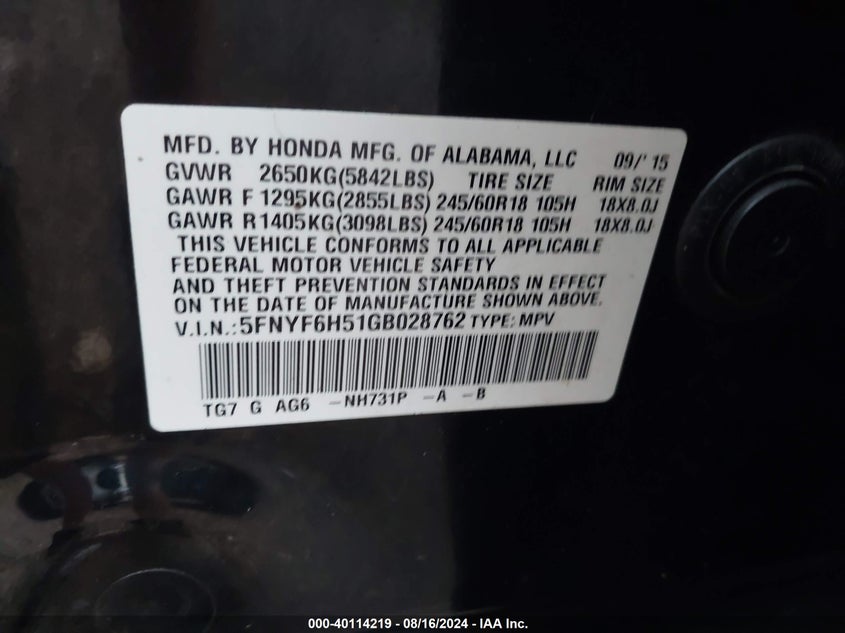 MFD. BY HONDA MFG. OF ALABAMA, LLC 09/'15
GVWR 2650KG(5842LBS) TIRE SIZE RIM SIZE
GAWR F 1295KG(2855LBS) 245/60R18 105H 18X8.0J
GAWR R 1405KG(3098LBS) 245/60R18 105H 18X8.0J
THIS VEHICLE CONFORMS TO ALL APPLICABLE
FEDERAL MOTOR VEHICLE SAFETY
AND THEFT PREVENTION STANDARDS IN EFFECT
ON THE DATE OF MANUFACTURE SHOWN ABOVE.
V.I.N.: 5FNYF6H51GB028762 TYPE: MPV
TG7 G AG6 -NH731P -A -B
000-40114219 - 08/16/2024 - IAA Inc.